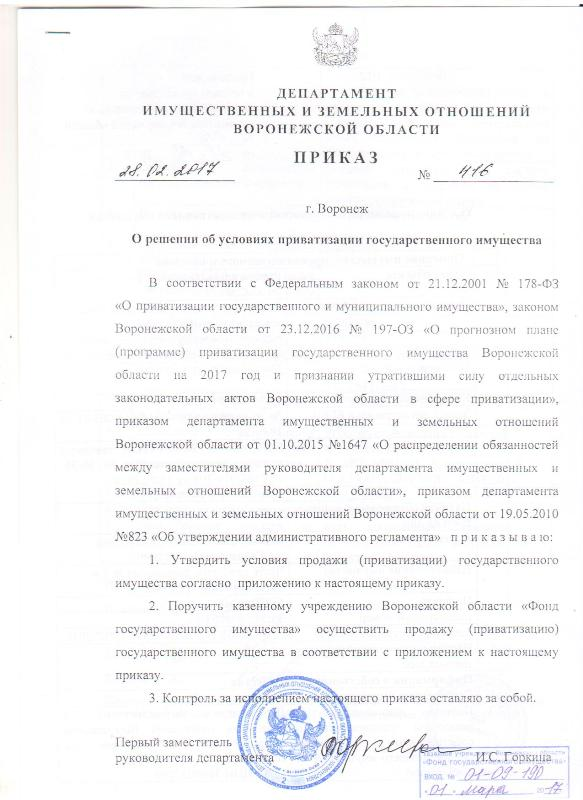 ДЕПАРТАМЕНТ
ИМУЩЕСТВЕННЫХ И ЗЕМЕЛЬНЫХ ОТНОШЕНИЙ
ВОРОНЕЖСКОЙ ОБЛАСТИ
ПРИКАЗ
28.02.2017 № 416
г. Воронеж
О решении об условиях приватизации государственного имущества
В соответствии с Федеральным законом от 21.12.2001 № 178-ФЗ
«О приватизации государственного и муниципального имущества», законом
Воронежской области от 23.12.2016 № 197-ОЗ «О прогнозном плане
(программе) приватизации государственного имущества Воронежской
области на 2017 год и признании утратившими силу отдельных
законодательных актов Воронежской области в сфере приватизации»,
приказом департамента имущественных и земельных отношений
Воронежской области от 01.10.2015 №1647 «О распределении обязанностей
между заместителями руководителя департамента имущественных и
земельных отношений Воронежской области», приказом департамента
имущественных и земельных отношений Воронежской области от 19.05.2010
№823 «Об утверждении административного регламента» п р и к а з ы в а ю:
1. Утвердить условия продажи (приватизации) государственного
имущества согласно приложению к настоящему приказу.
2. Поручить казенному учреждению Воронежской области «Фонд
государственного имущества» осуществить продажу (приватизацию)
государственного имущества в соответствии с приложением к настоящему
приказу.
3. Контроль за исполнением настоящего приказа оставляю за собой.
Первый заместитель
руководителя департамента И.С. Горкина
«Фонд государственного имущества»
ВХОД. № 01-09-190
«01» марта 2017